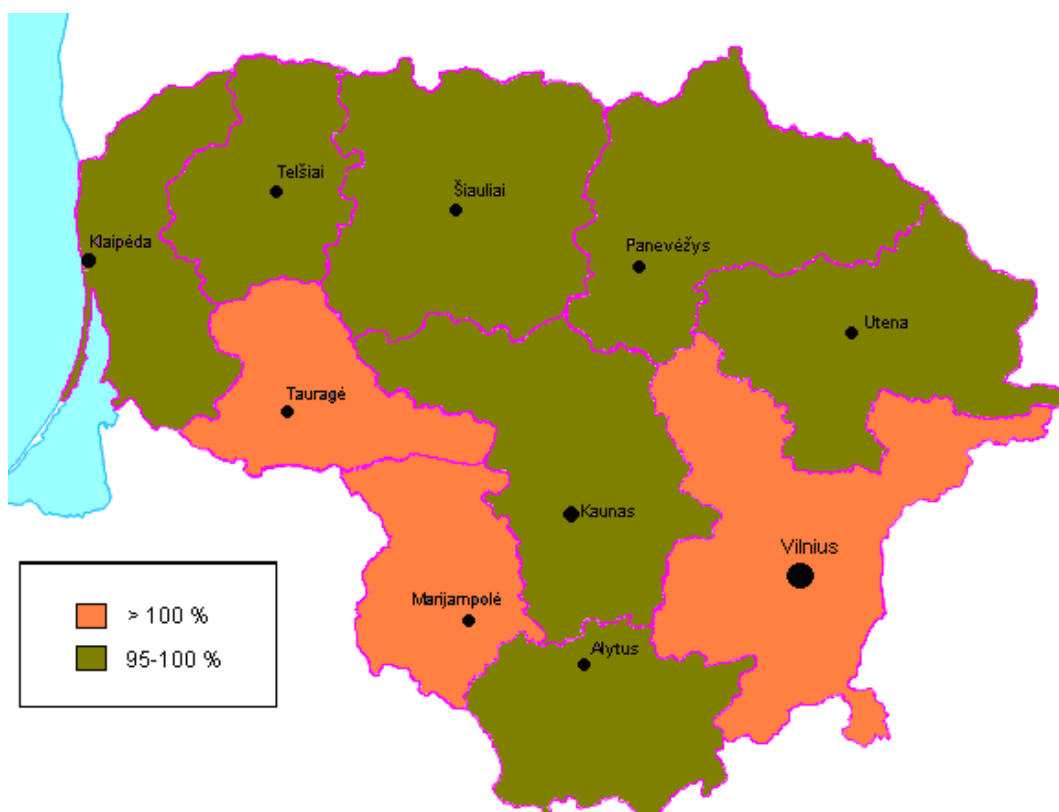 Telšiai
Šiauliai
Klaipėda
Panevėžys
Utena
Tauragė
Kaunas
Vilnius
Marijampolė
Alytus
> 100 %
95-100 %